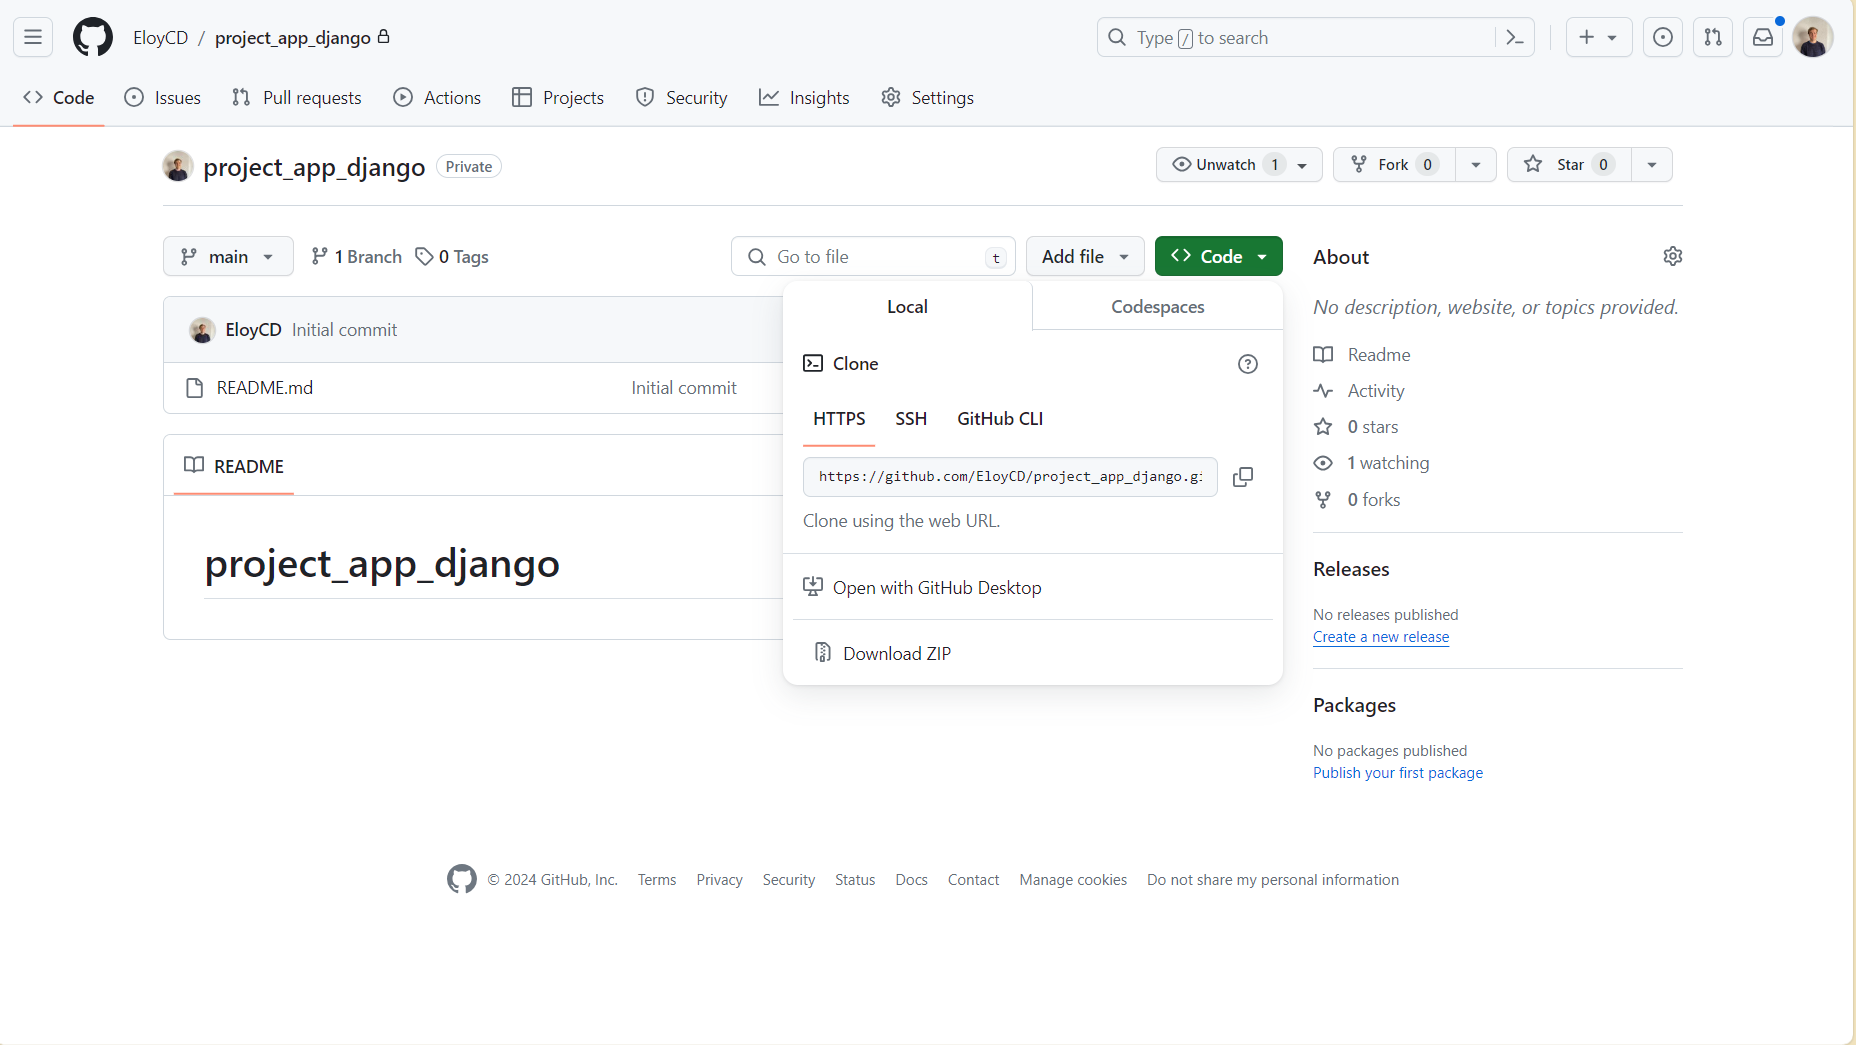 EloyCD / project_app_django
Type / to search
Code Issues Pull requests Actions Projects Security Insights Settings
project_app_django Private
Unwatch 1 Fork 0 Star 0
main 1 Branch 0 Tags
Go to file t
Add file
Code
EloyCD Initial commit
README.md Initial commit
README
project_app_django
Local Codespaces
Clone
HTTPS SSH GitHub CLI
https://github.com/EloyCD/project_app_django.gi
Clone using the web URL.
Open with GitHub Desktop
Download ZIP
About
No description, website, or topics provided.
Readme
Activity
0 stars
1 watching
0 forks
Releases
No releases published
Create a new release
Packages
No packages published
Publish your first package
© 2024 GitHub, Inc. Terms Privacy Security Status Docs Contact Manage cookies Do not share my personal information